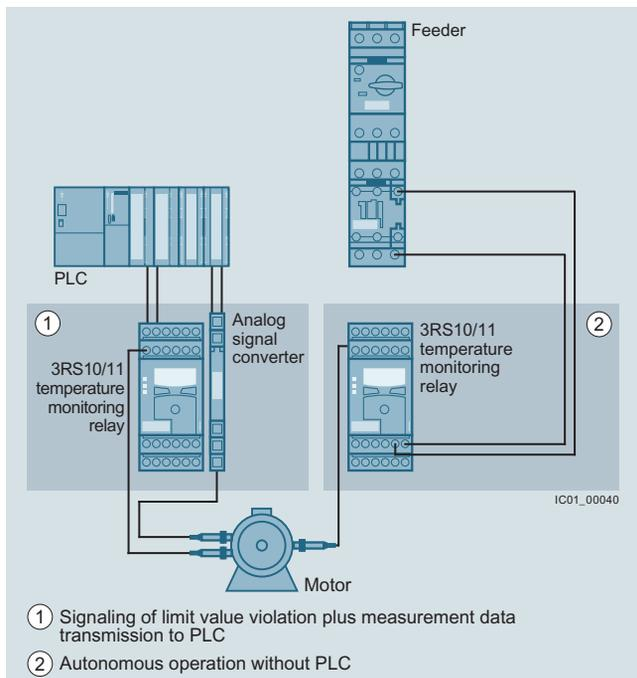 Feeder
PLC
1
3RS10/11
temperature
monitoring
relay
Analog
signal
converter
3RS10/11
temperature
monitoring
relay
2
IC01_00040
Motor
1 Signaling of limit value violation plus measurement data
transmission to PLC
2 Autonomous operation without PLC